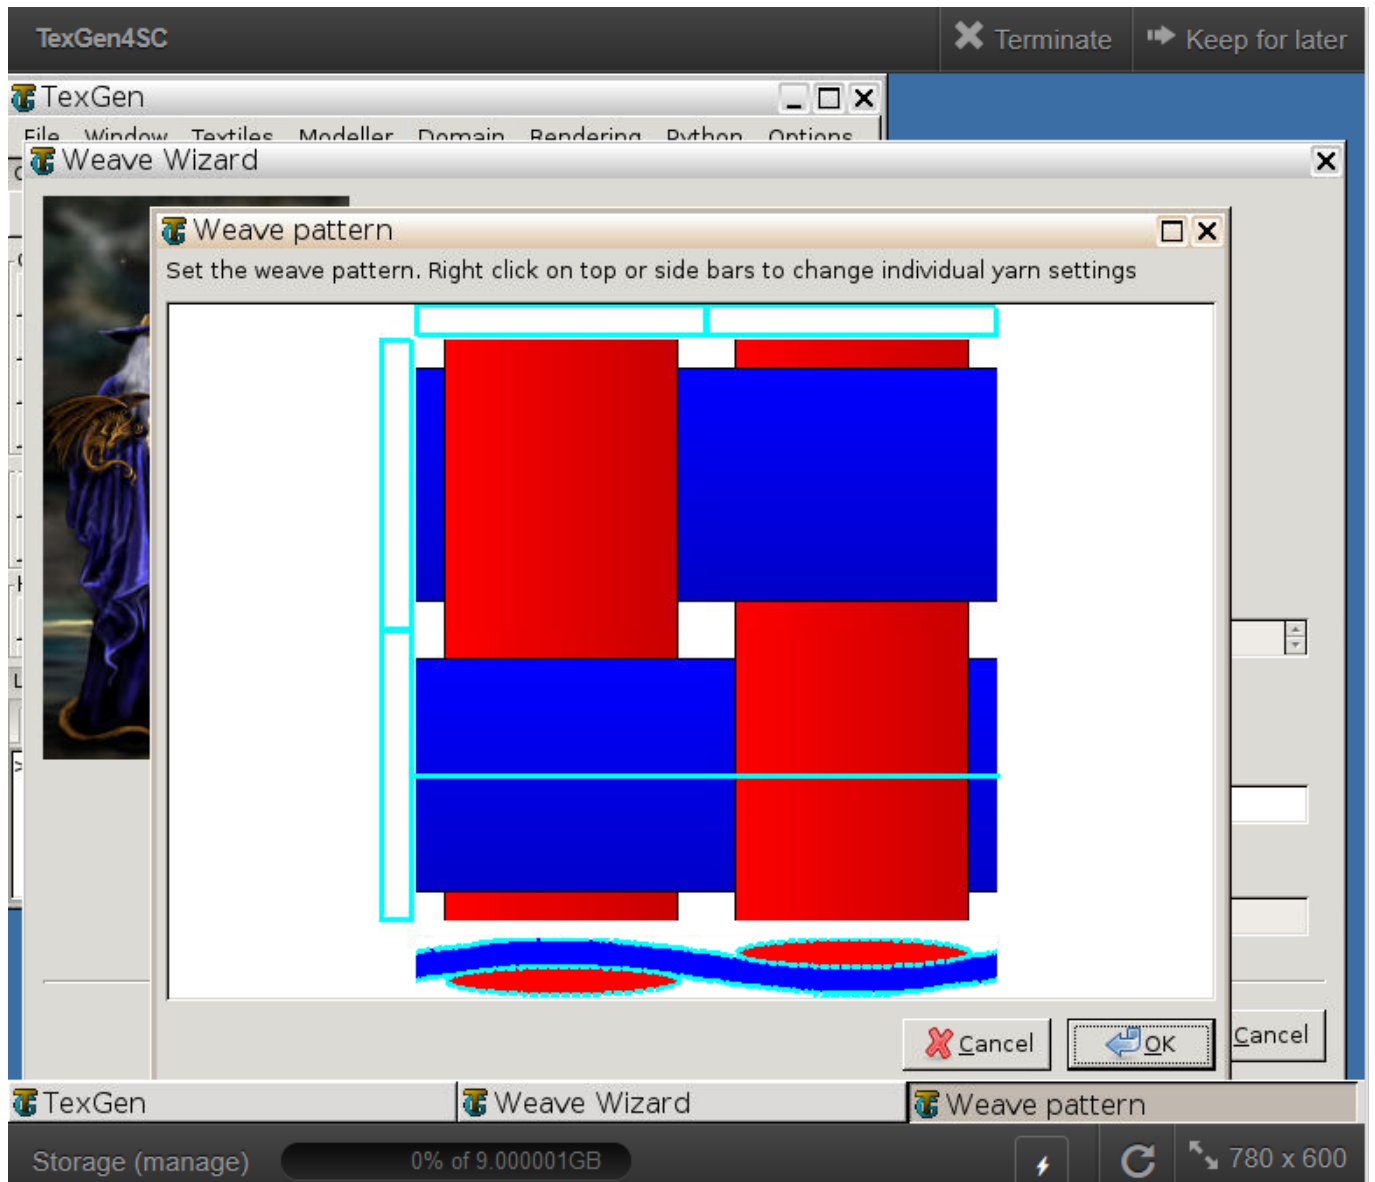 TexGen4SC
Terminate
Keep for later
TexGen
File Window Textiles Modeller Domain Rendering Python Options
Weave Wizard
Weave pattern
Set the weave pattern. Right click on top or side bars to change individual yarn settings
Cancel
OK
Cancel
TexGen
Weave Wizard
Weave pattern
Storage (manage)
0% of 9.000001GB
780 x 600